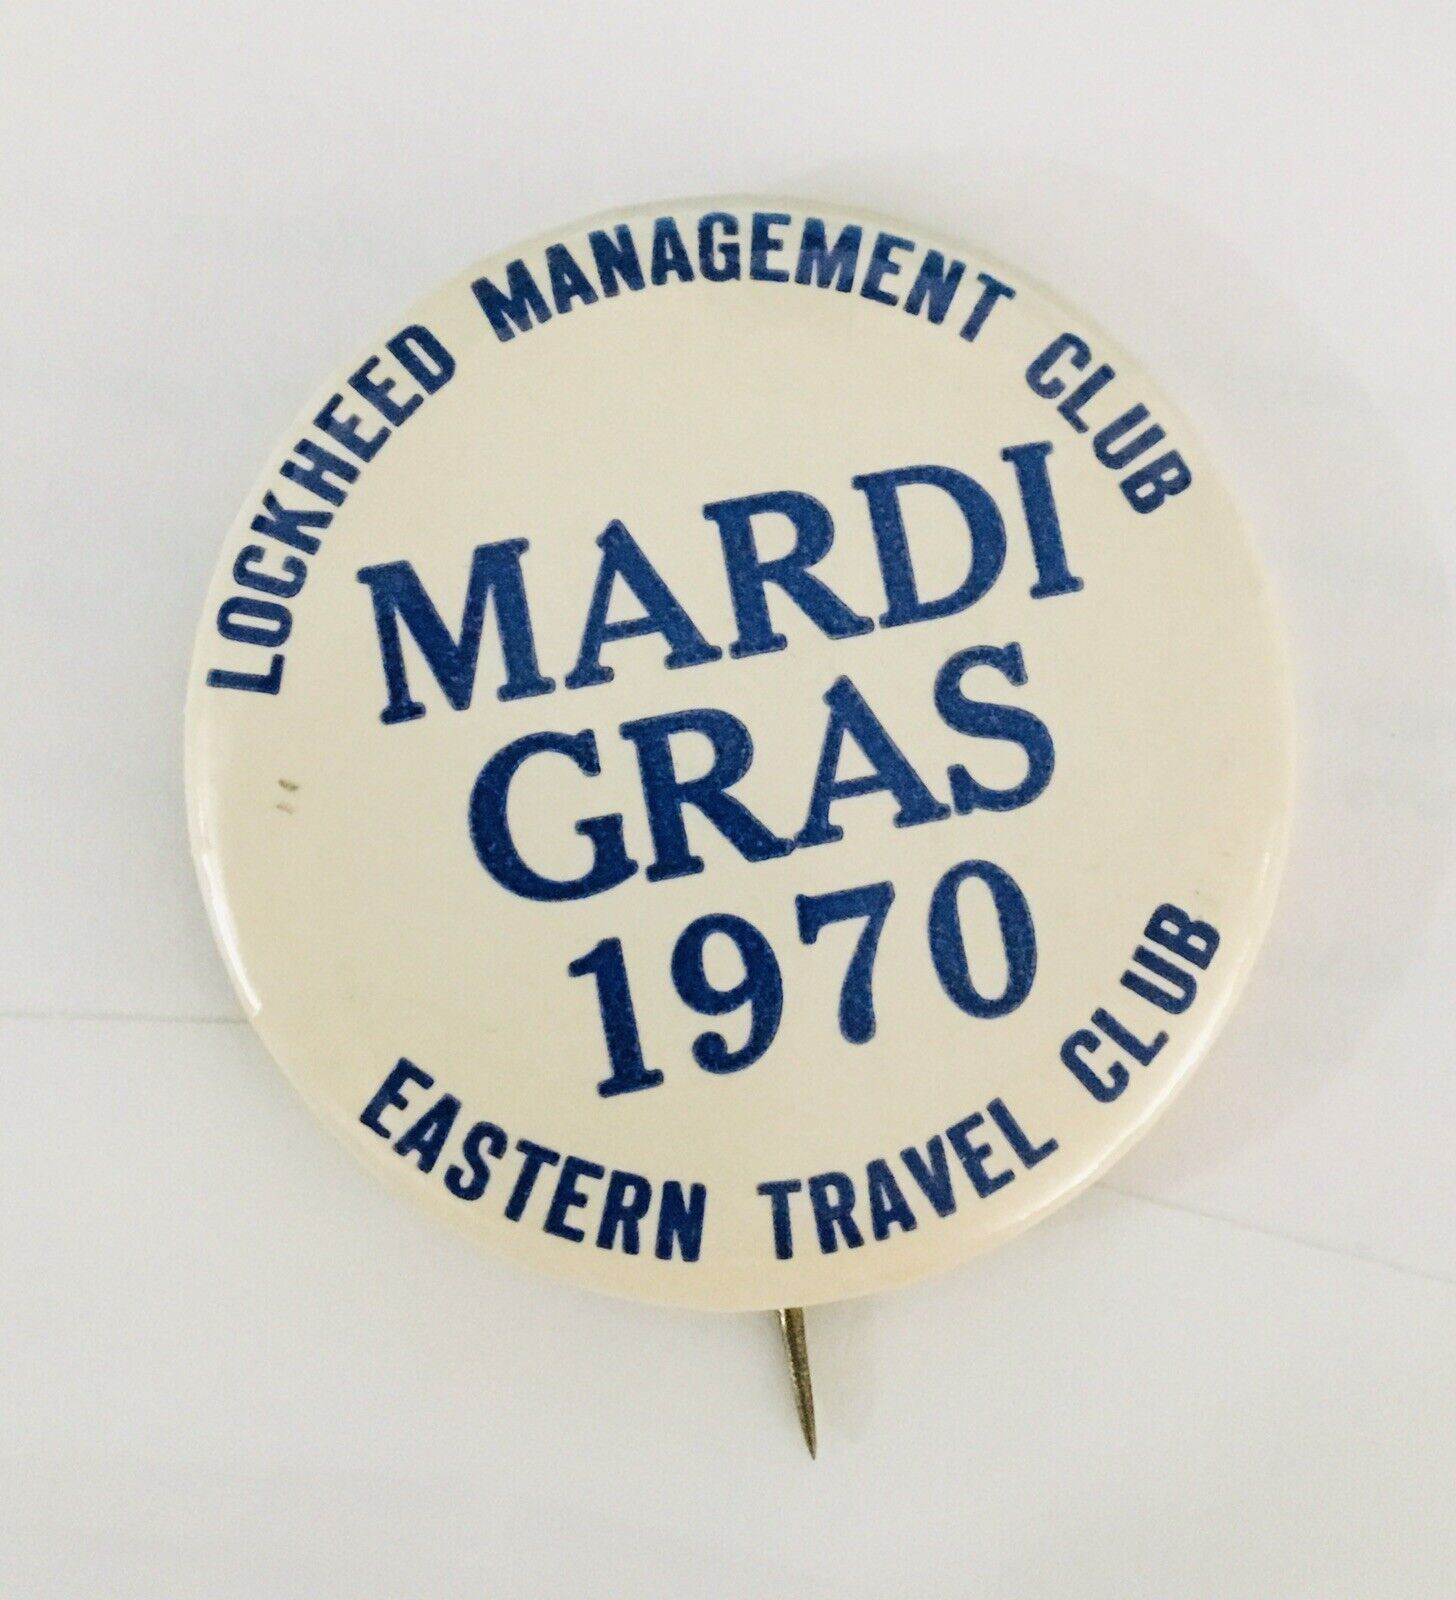 LOCKHEED MANAGEMENT CLUB
MARDI
GRAS
1970
EASTERN TRAVEL CLUB